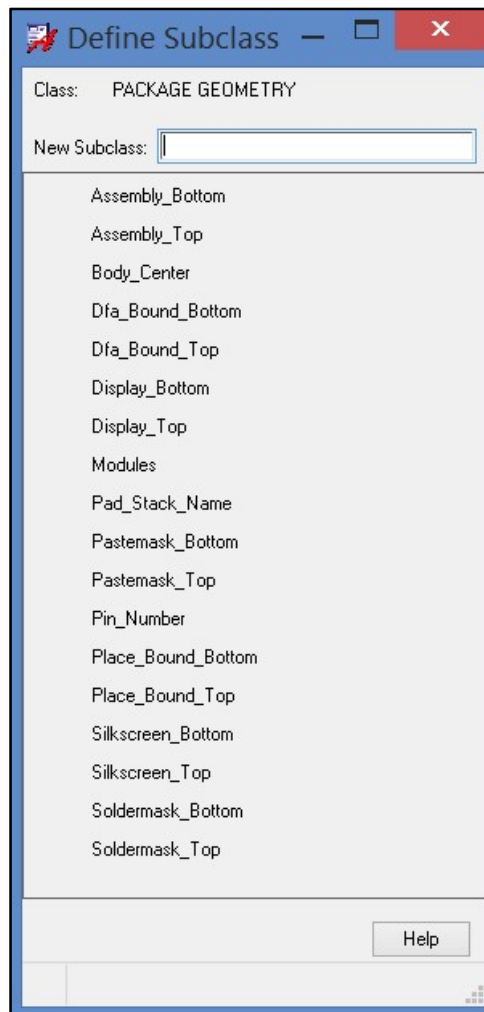 Define Subclass
Class: PACKAGE GEOMETRY
New Subclass:
Assembly_Bottom
Assembly_Top
Body_Center
Dfa_Bound_Bottom
Dfa_Bound_Top
Display_Bottom
Display_Top
Modules
Pad_Stack_Name
Pastemask_Bottom
Pastemask_Top
Pin_Number
Place_Bound_Bottom
Place_Bound_Top
Silkscreen_Bottom
Silkscreen_Top
Soldermask_Bottom
Soldermask_Top
Help